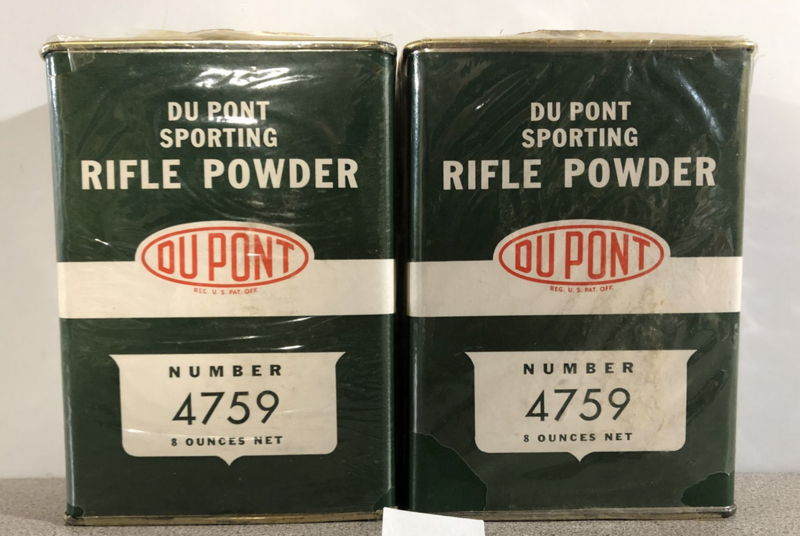 DU PONT
SPORTING
RIFLE POWDER
DU PONT
REG. U. S. PAT. OFF.
NUMBER
4759
8 OUNCES NET
DU PONT
SPORTING
RIFLE POWDER
DU PONT
REG. U. S. PAT. OFF.
NUMBER
4759
8 OUNCES NET